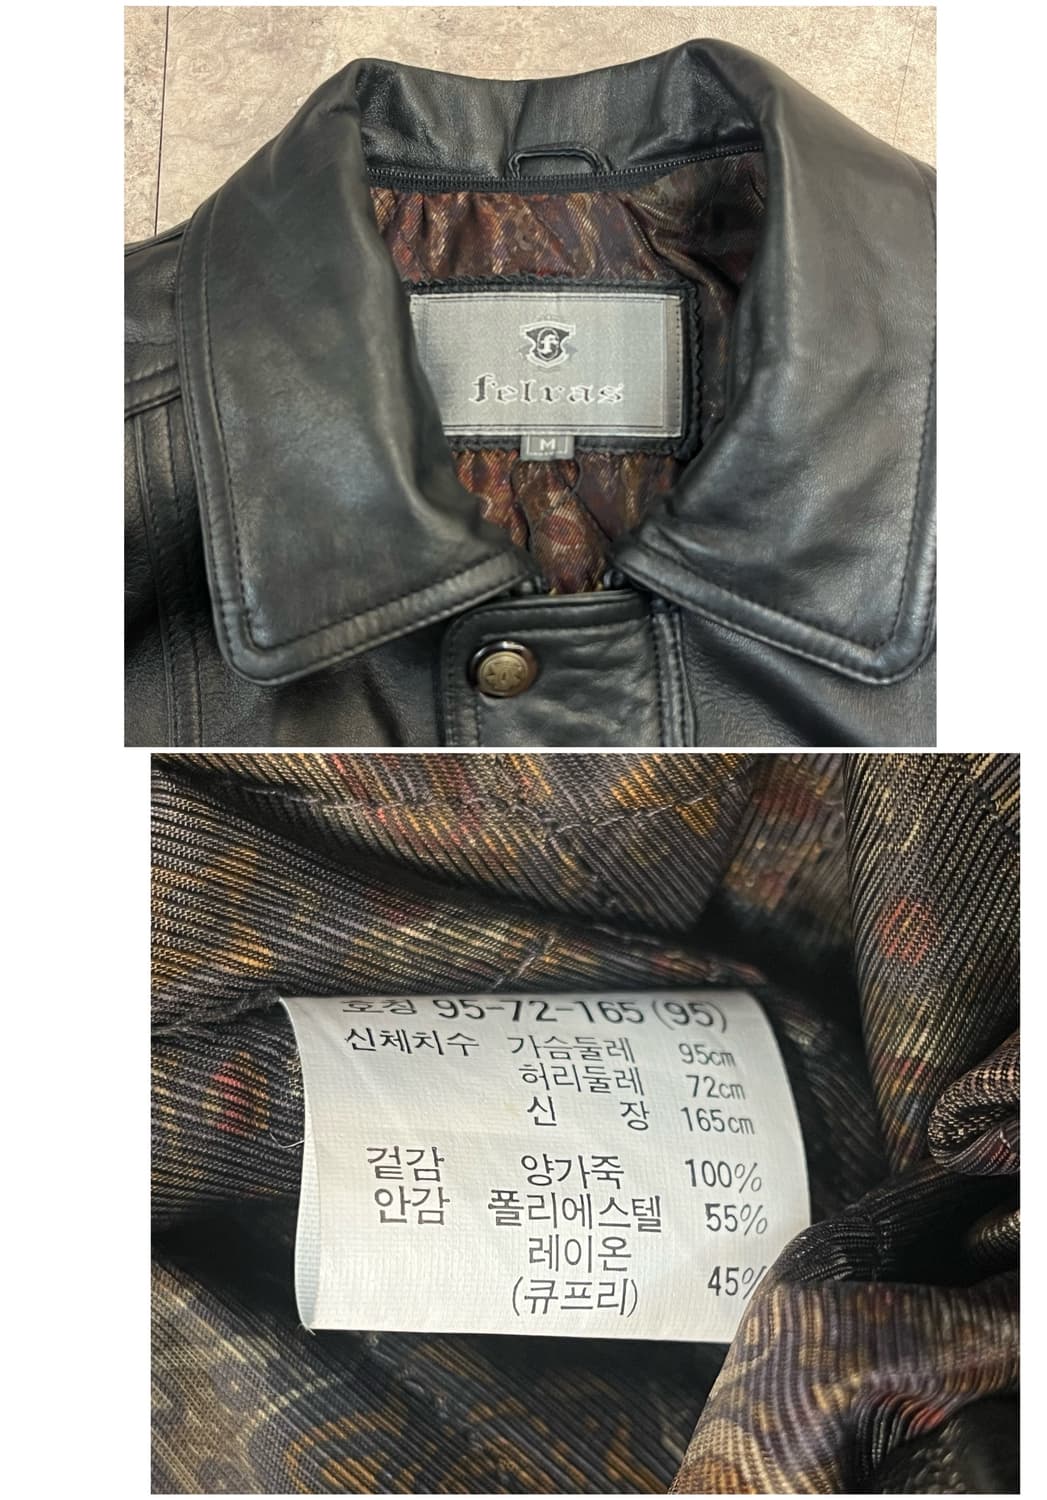 f
felras
M
호칭 95-72-165(95)
신체치수 가슴둘레 95cm
허리둘레 72cm
신 장 165cm
겉감 양가죽 100%
안감 폴리에스텔 55%
레이온
(큐프리) 45%